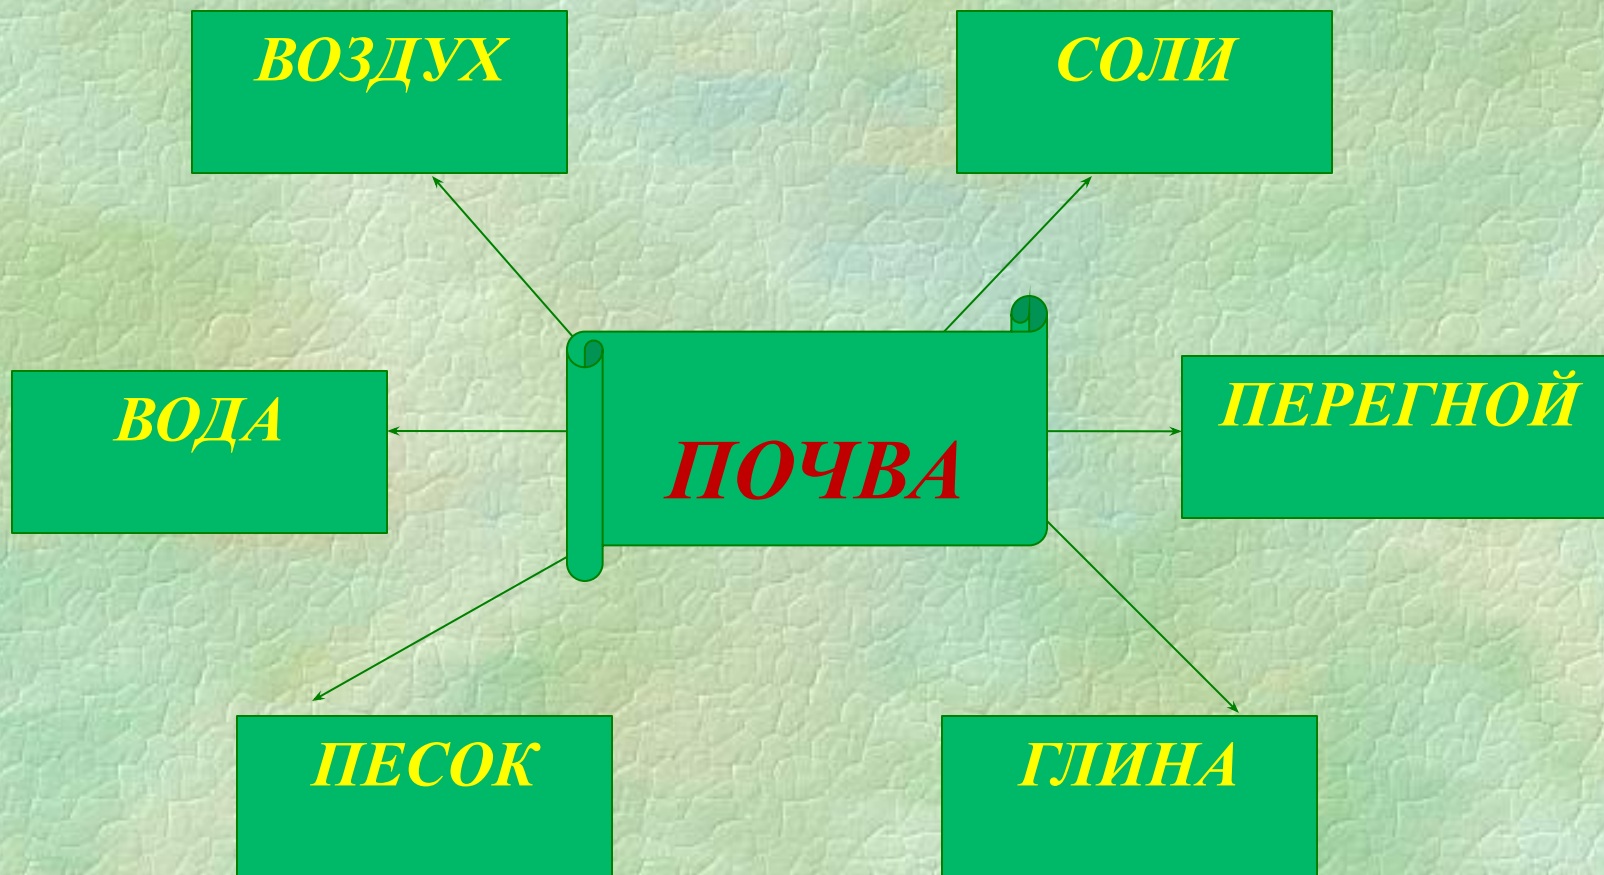 ВОЗДУХ
СОЛИ
ВОДА
ПОЧВА
ПЕРЕГНОЙ
ПЕСОК
ГЛИНА